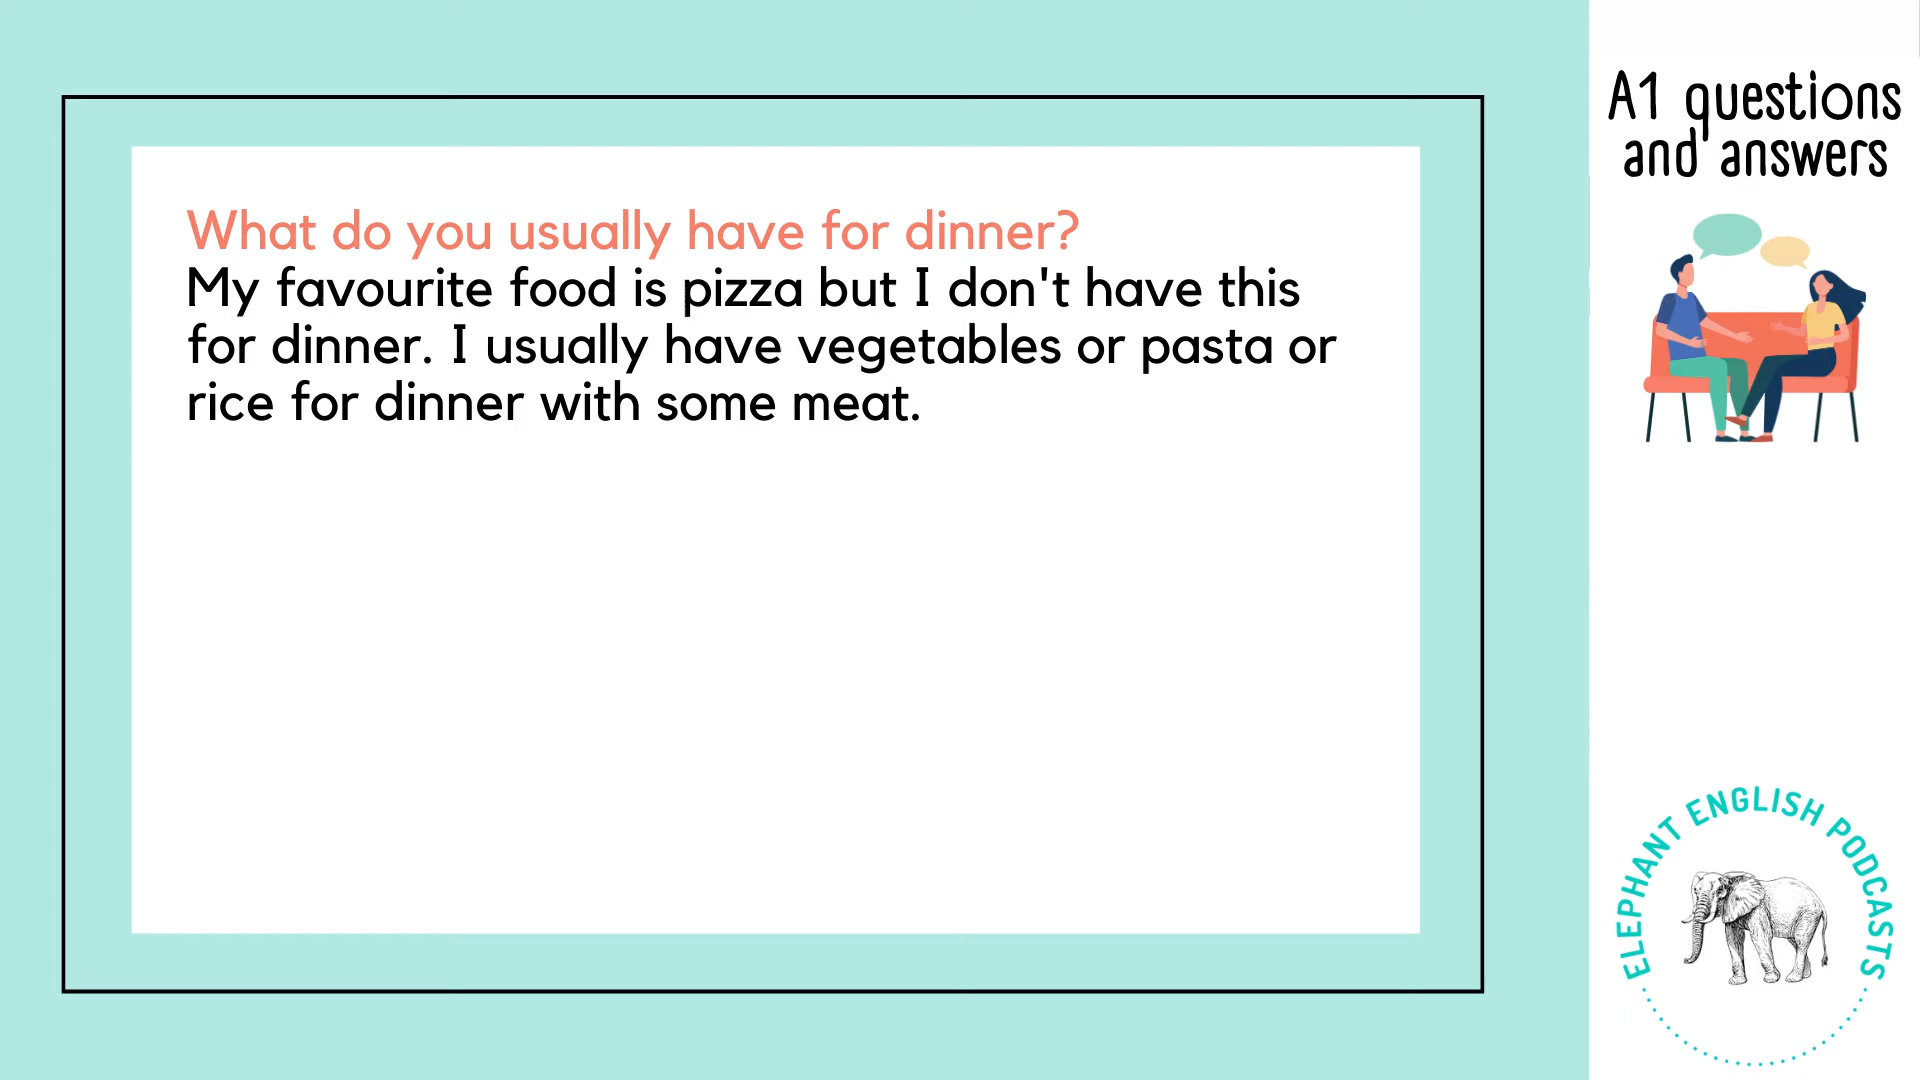 What do you usually have for dinner?
My favourite food is pizza but I don't have this
for dinner. I usually have vegetables or pasta or
rice for dinner with some meat.
A1 questions
and answers
ELEPHANT ENGLISH PODCASTS